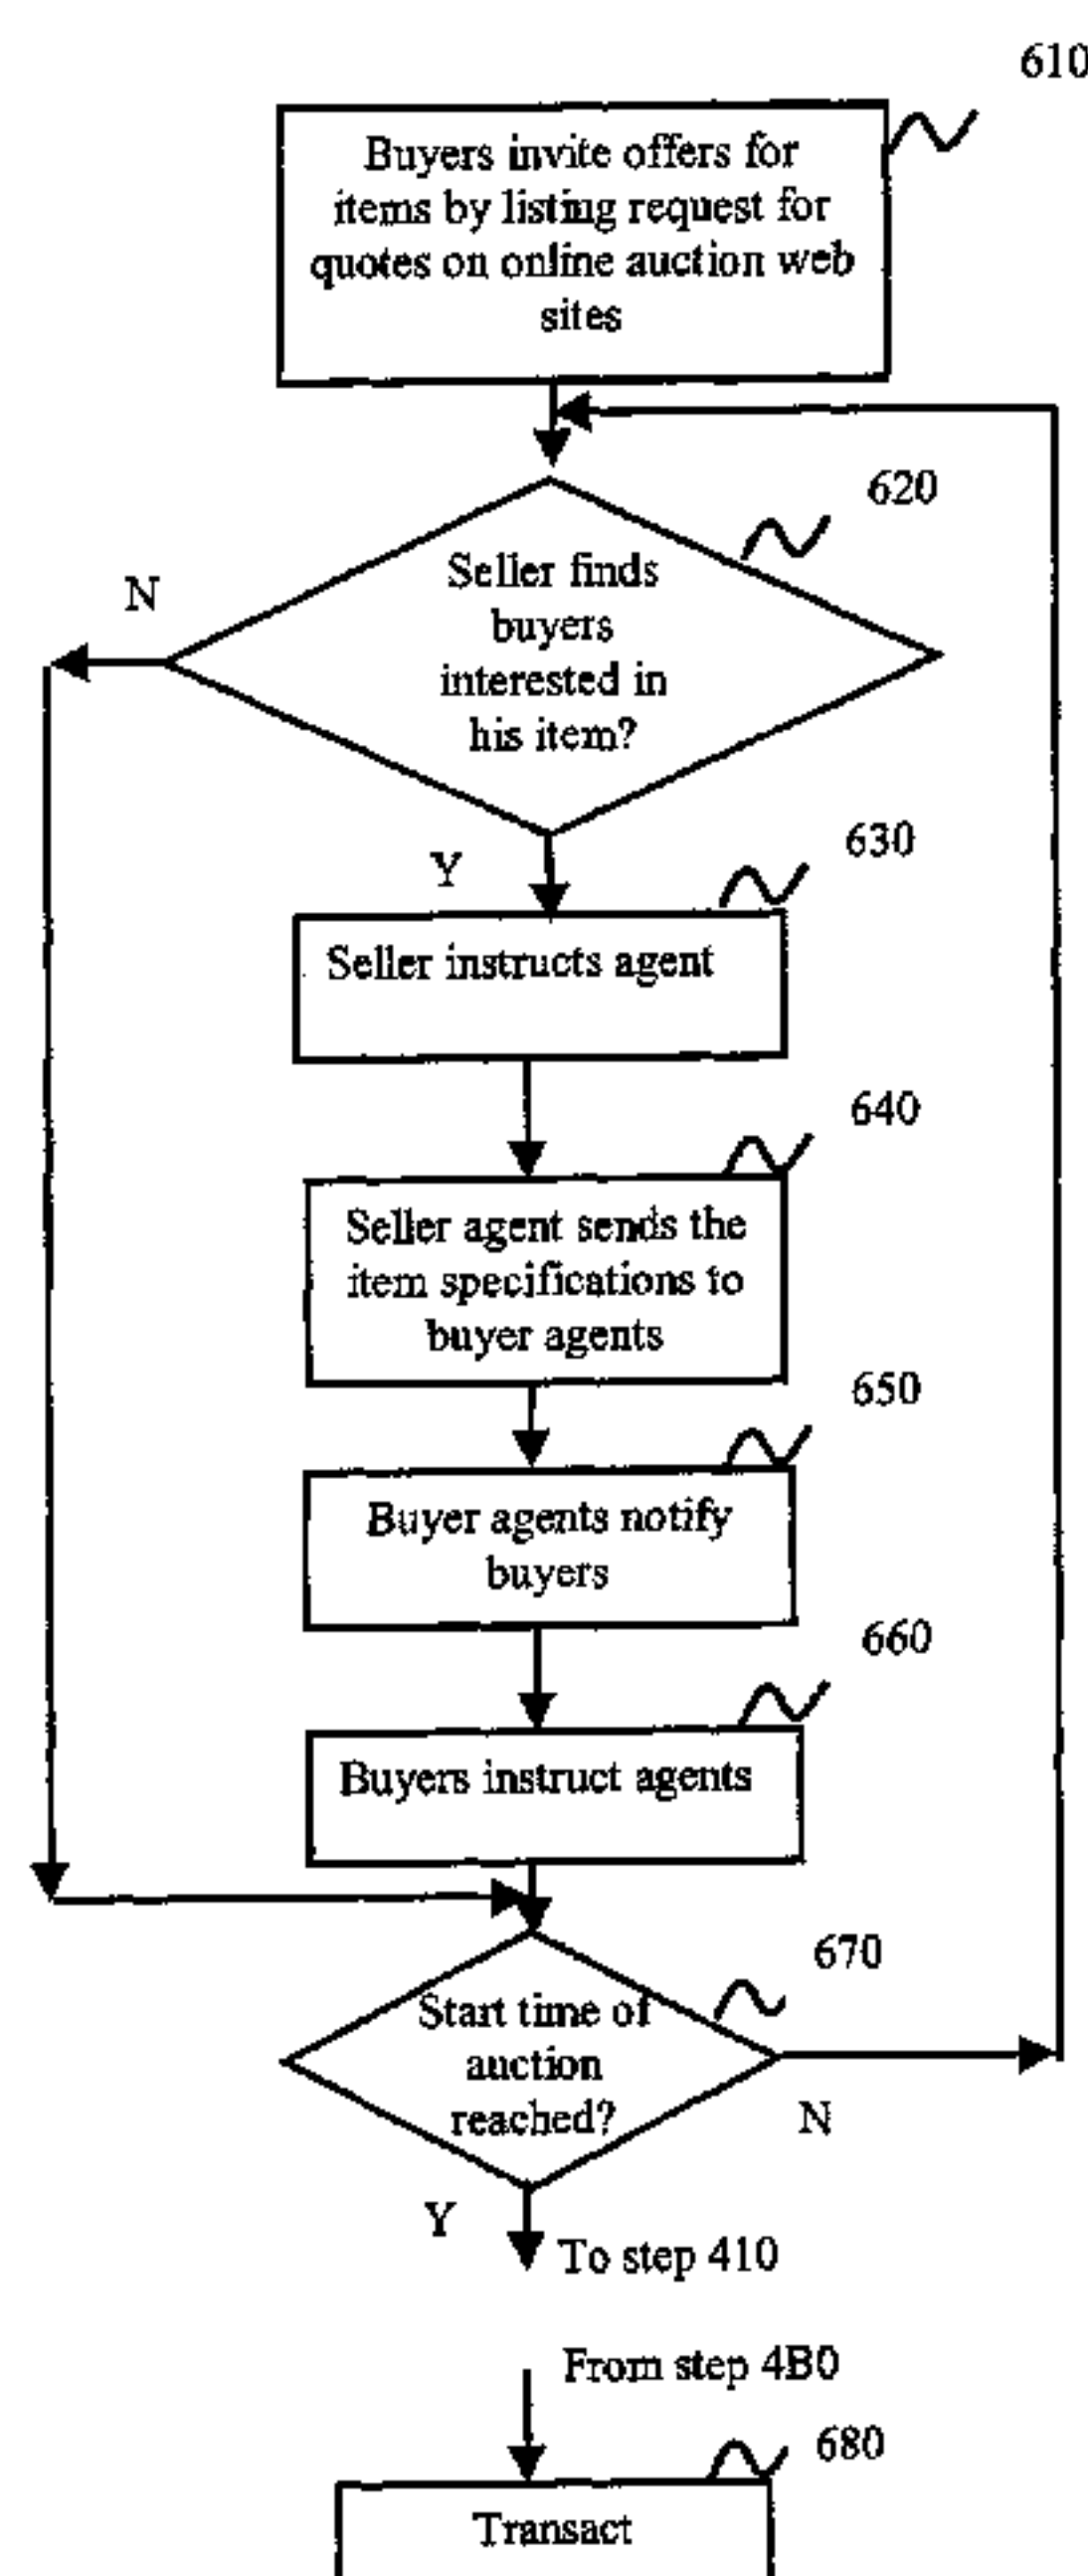 610
Buyers invite offers for
items by listing request for
quotes on online auction web
sites
620
N
Seller finds
buyers
interested in
his item?
630
Y
Seller instructs agent
640
Seller agent sends the
item specifications to
buyer agents
650
Buyer agents notify
buyers
660
Buyers instruct agents
670
Start time of
auction
reached?
N
Y
To step 410
From step 4B0
680
Transact